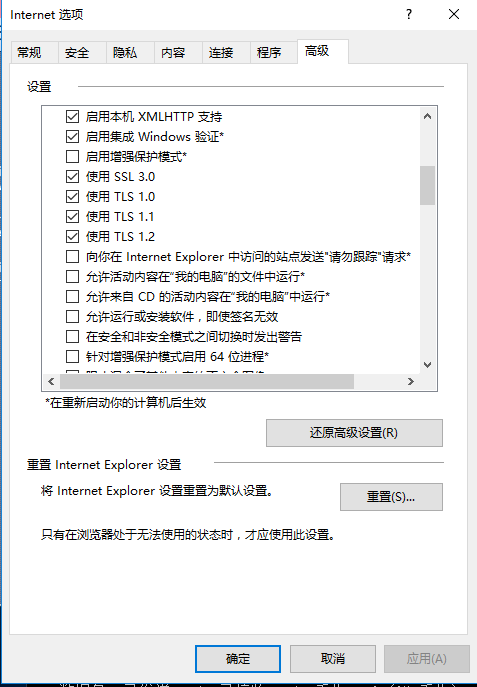 Internet 选项
常规 安全 隐私 内容 连接 程序 高级
设置
启用本机 XMLHTTP 支持
启用集成 Windows 验证*
启用增强保护模式*
使用 SSL 3.0
使用 TLS 1.0
使用 TLS 1.1
使用 TLS 1.2
向你在 Internet Explorer 中访问的站点发送"请勿跟踪"请求*
允许活动内容在“我的电脑”的文件中运行*
允许来自 CD 的活动内容在“我的电脑”中运行*
允许运行或安装软件，即使签名无效
在安全和非安全模式之间切换时发出警告
针对增强保护模式启用 64 位进程*
*在重新启动你的计算机后生效
还原高级设置(R)
重置 Internet Explorer 设置
将 Internet Explorer 设置重置为默认设置。
重置(S)...
只有在浏览器处于无法使用的状态时，才应使用此设置。
确定 取消 应用(A)